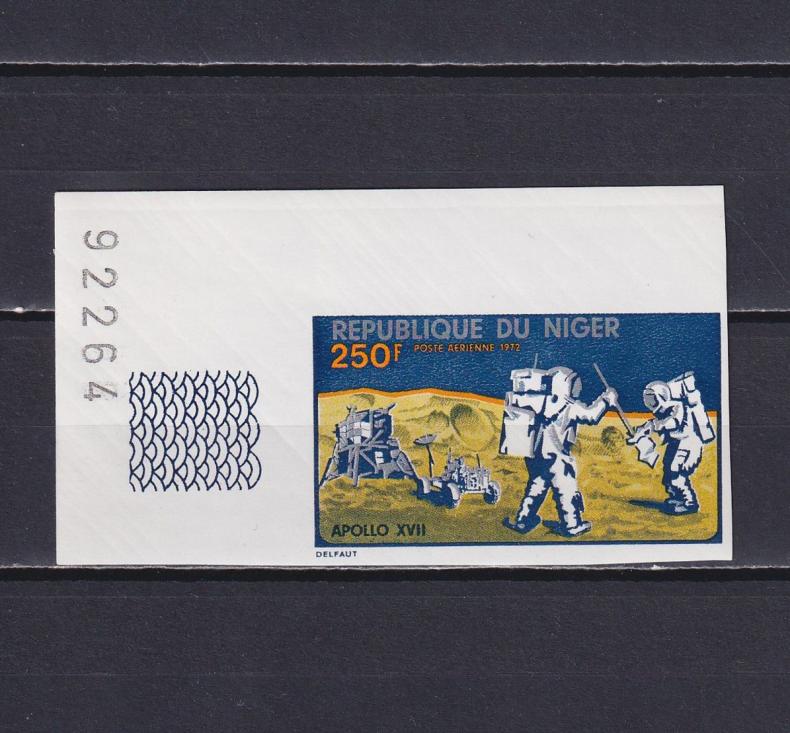 92264
REPUBLIQUE DU NIGER
250F POSTE AERIENNE 1972
APOLLO XVII
DELFAUT